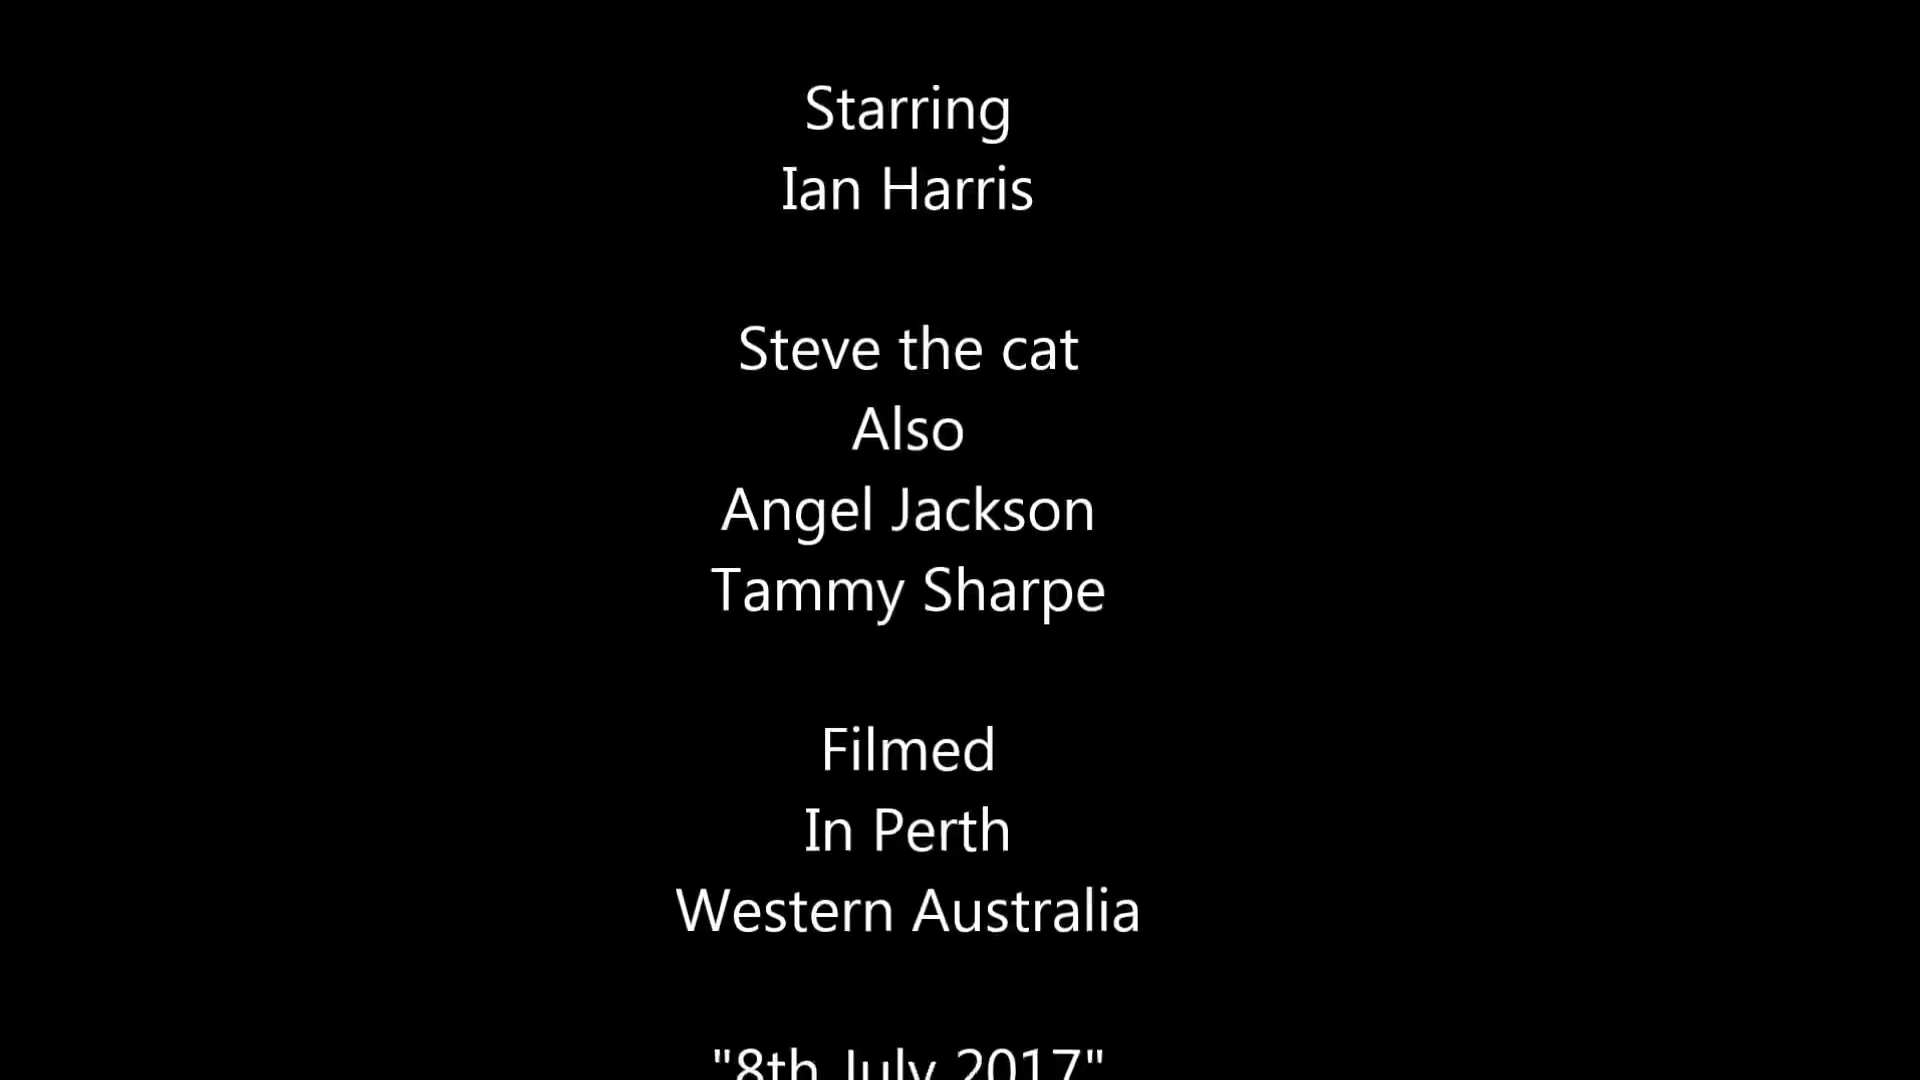 Starring
Ian Harris
Steve the cat
Also
Angel Jackson
Tammy Sharpe
Filmed
In Perth
Western Australia
"8th July 2017"